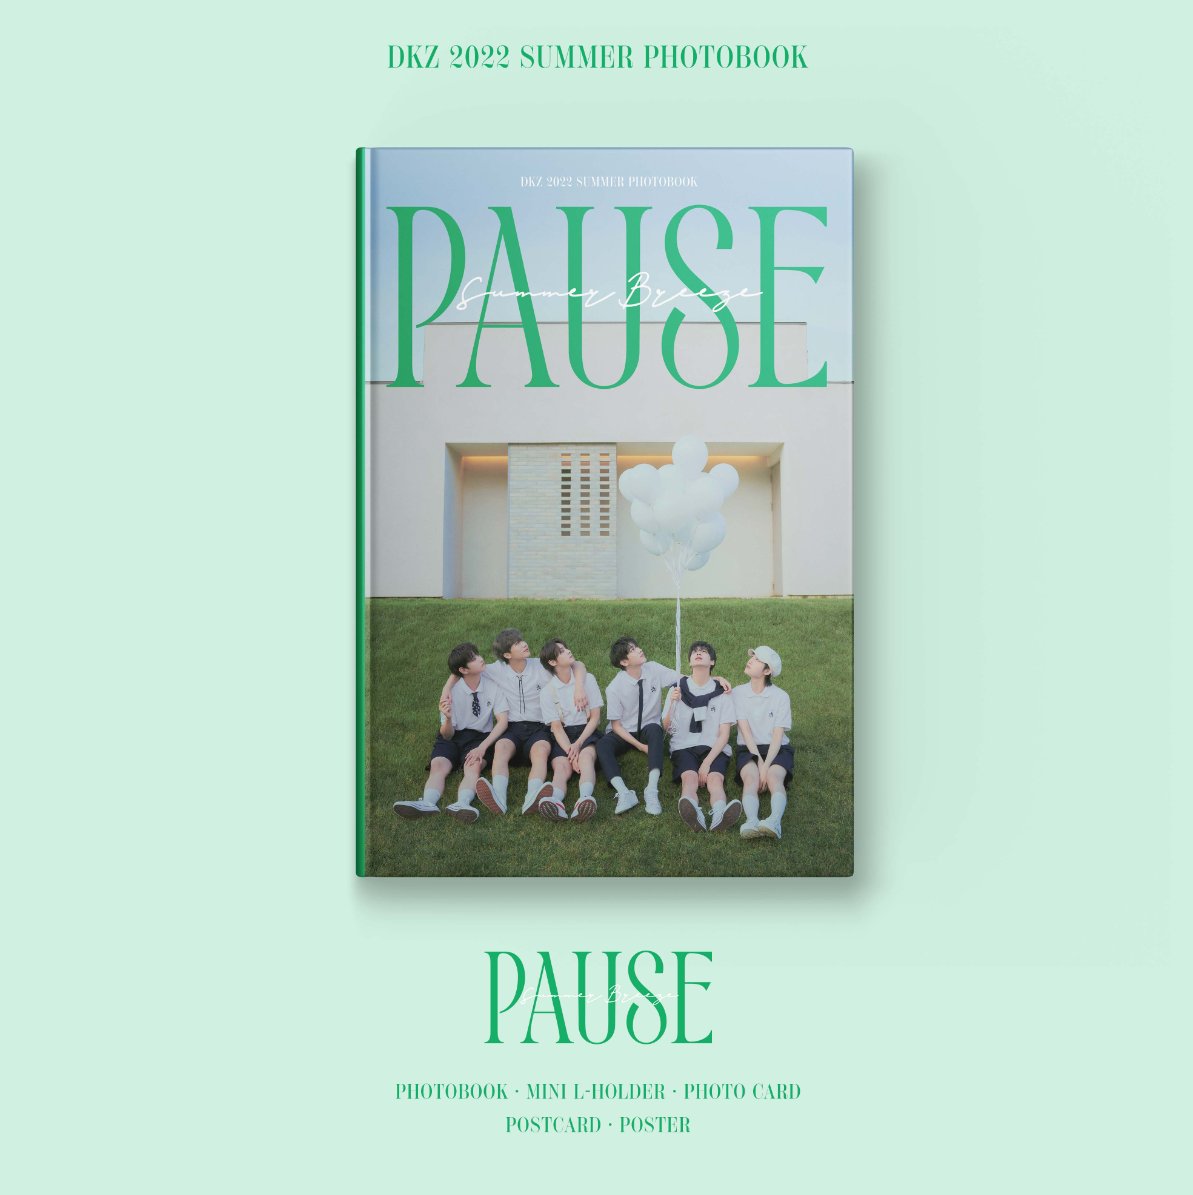 DKZ 2022 SUMMER PHOTOBOOK
DKZ 2022 SUMMER PHOTOBOOK
PAUSE
Summer Breeze
PAUSE
Summer Breeze
PHOTOBOOK · MINI L-HOLDER · PHOTO CARD
POSTCARD · POSTER